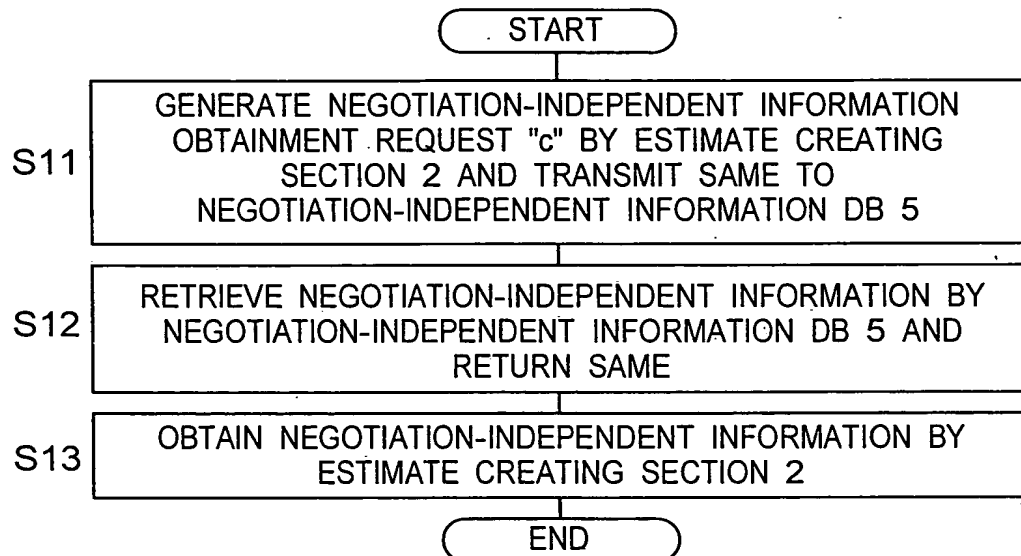 START
S11
GENERATE NEGOTIATION-INDEPENDENT INFORMATION
OBTAINMENT REQUEST "c" BY ESTIMATE CREATING
SECTION 2 AND TRANSMIT SAME TO
NEGOTIATION-INDEPENDENT INFORMATION DB 5
S12
RETRIEVE NEGOTIATION-INDEPENDENT INFORMATION BY
NEGOTIATION-INDEPENDENT INFORMATION DB 5 AND
RETURN SAME
S13
OBTAIN NEGOTIATION-INDEPENDENT INFORMATION BY
ESTIMATE CREATING SECTION 2
END